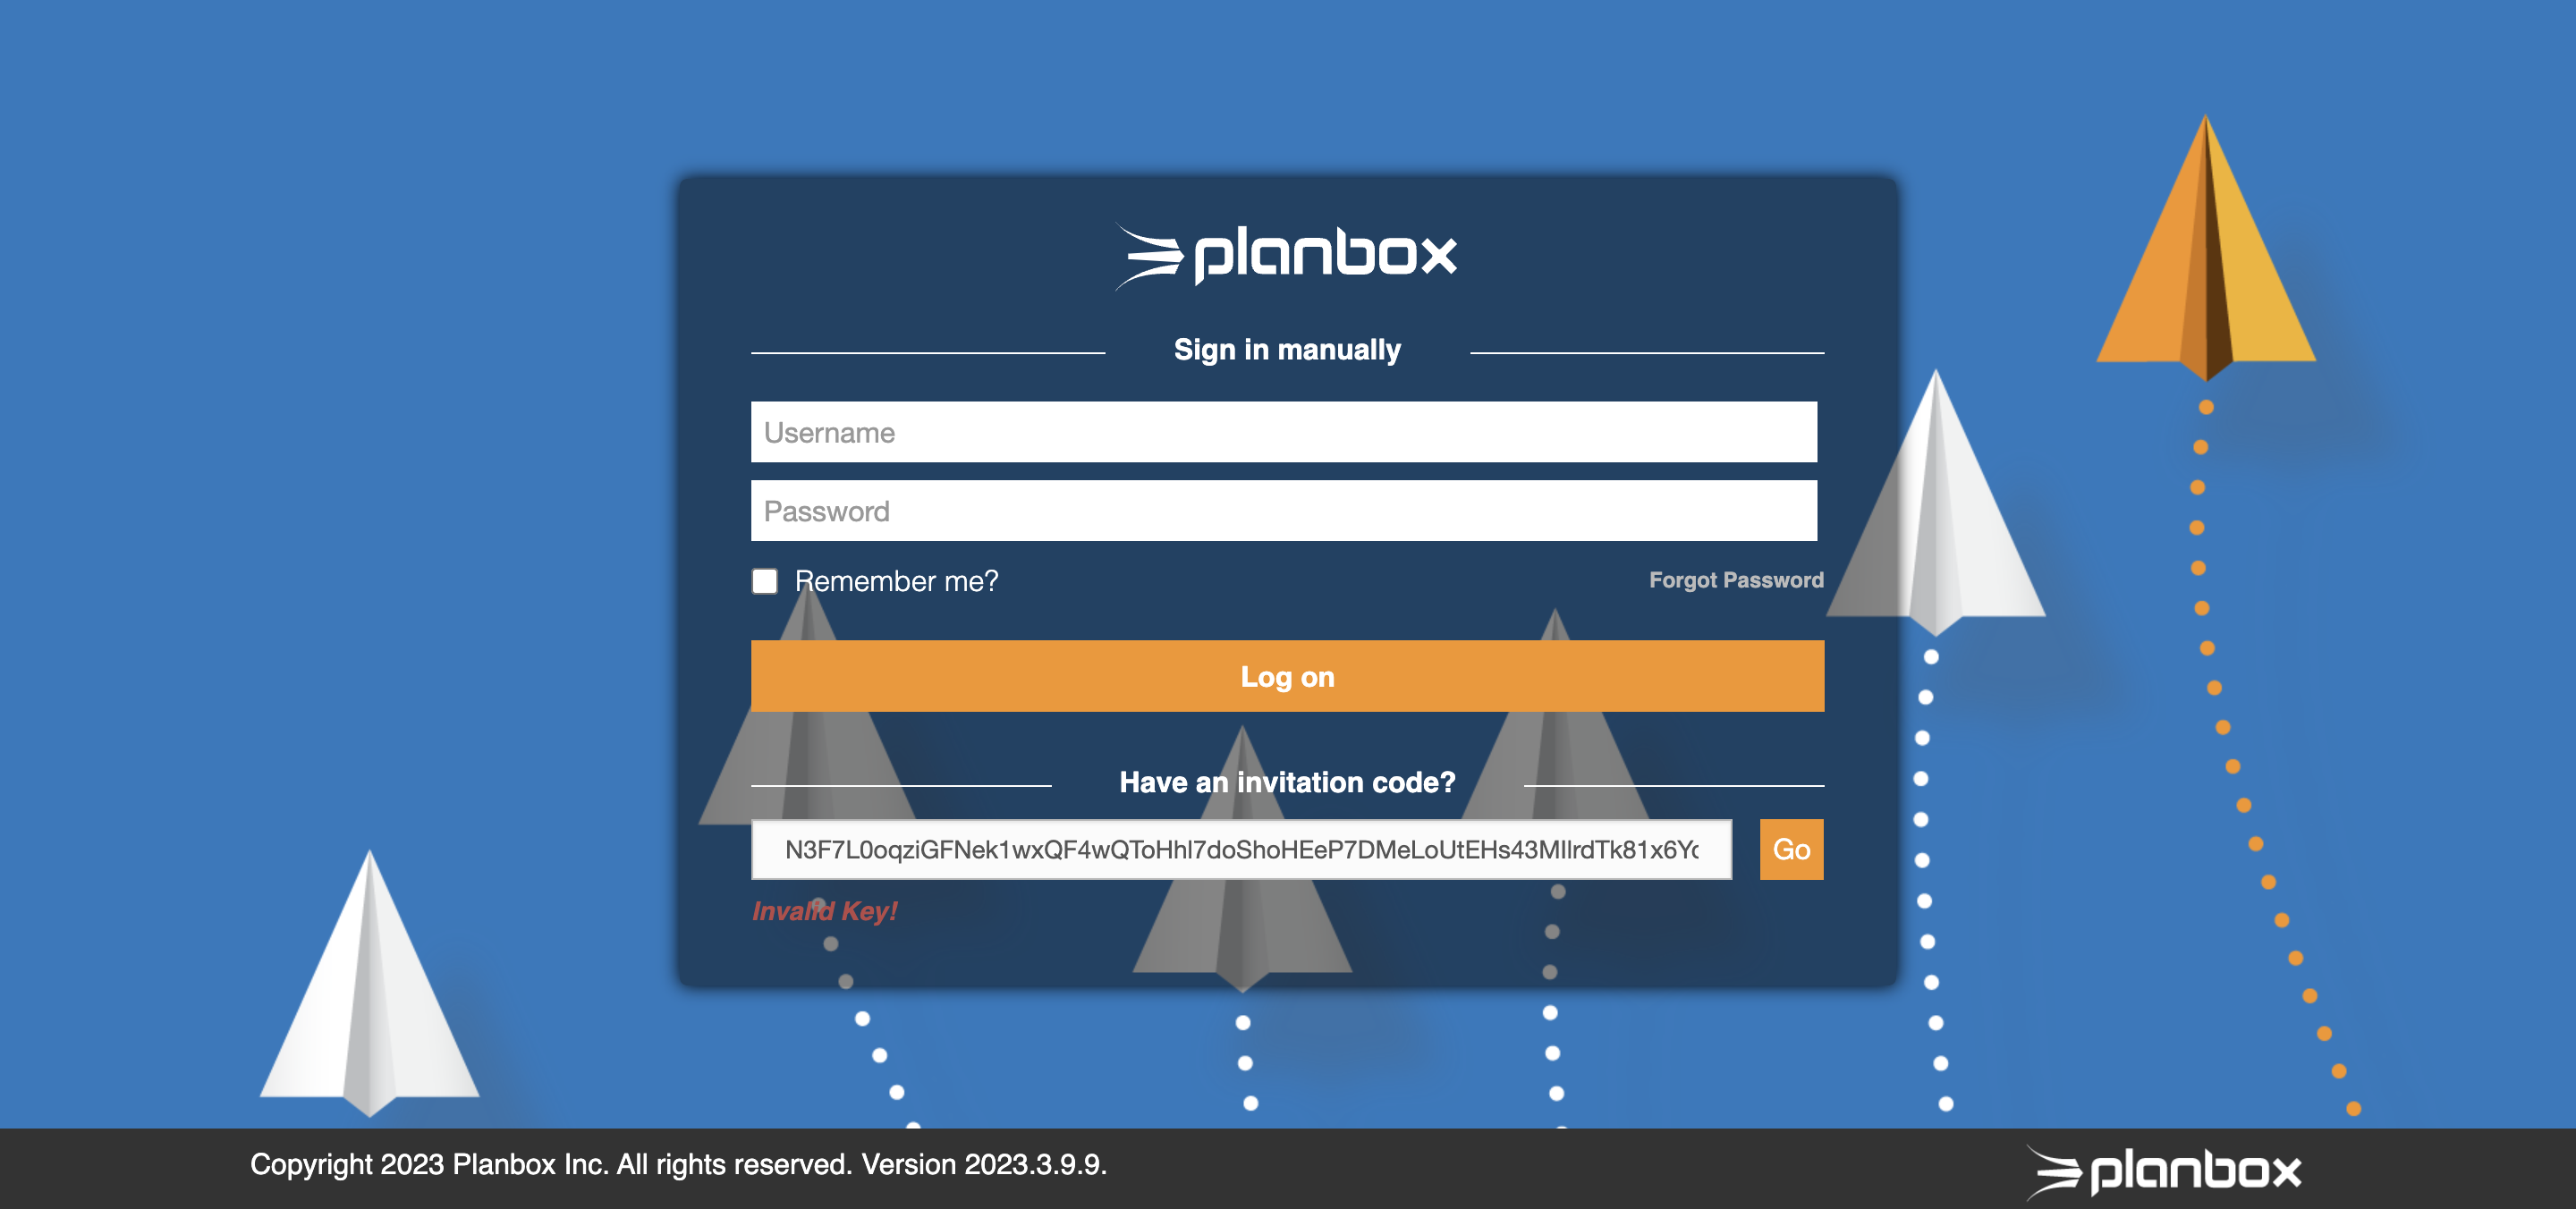 planbox
Sign in manually
Username
Password
Remember me?
Forgot Password
Log on
Have an invitation code?
Go
Invalid Key!
Copyright 2023 Planbox Inc. All rights reserved. Version 2023.3.9.9.
planbox